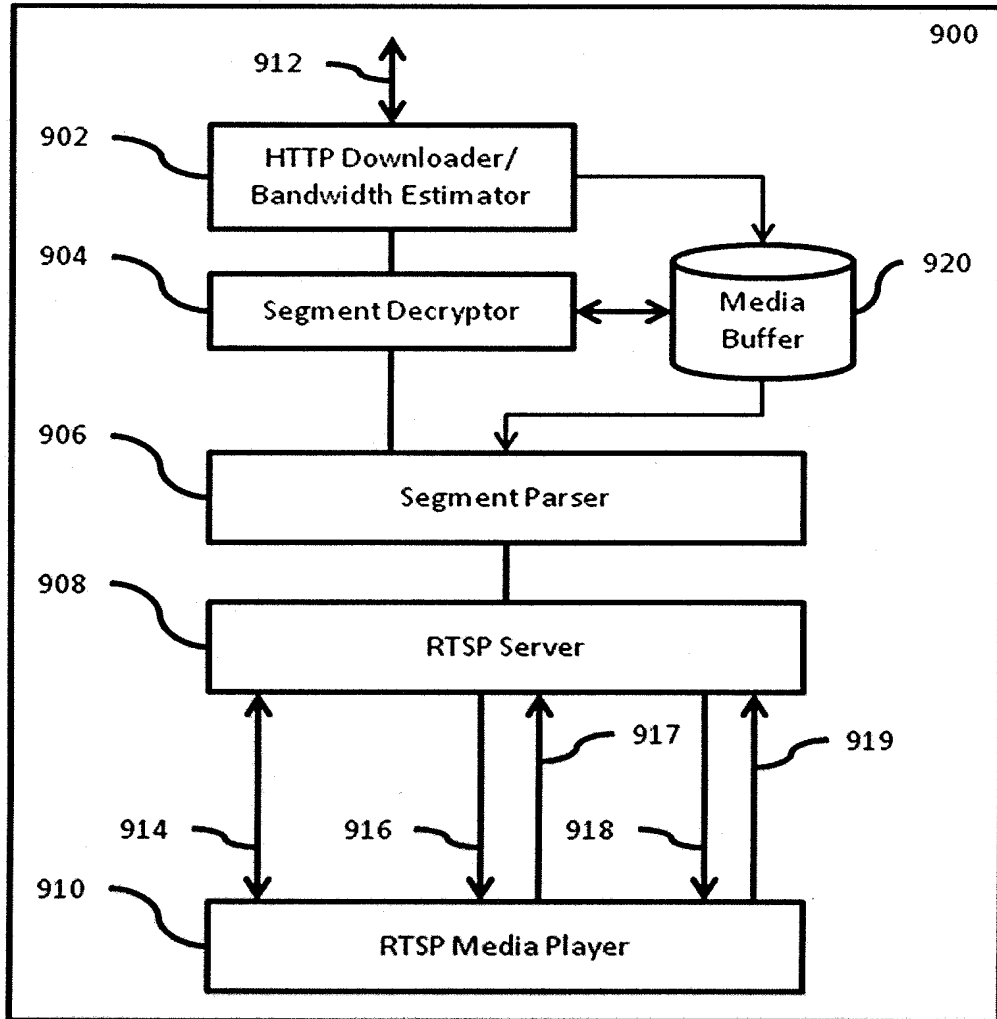 900
912
902
HTTP Downloader/
Bandwidth Estimator
904
Segment Decryptor
920
Media
Buffer
906
Segment Parser
908
RTSP Server
917
919
914
916
918
910
RTSP Media Player